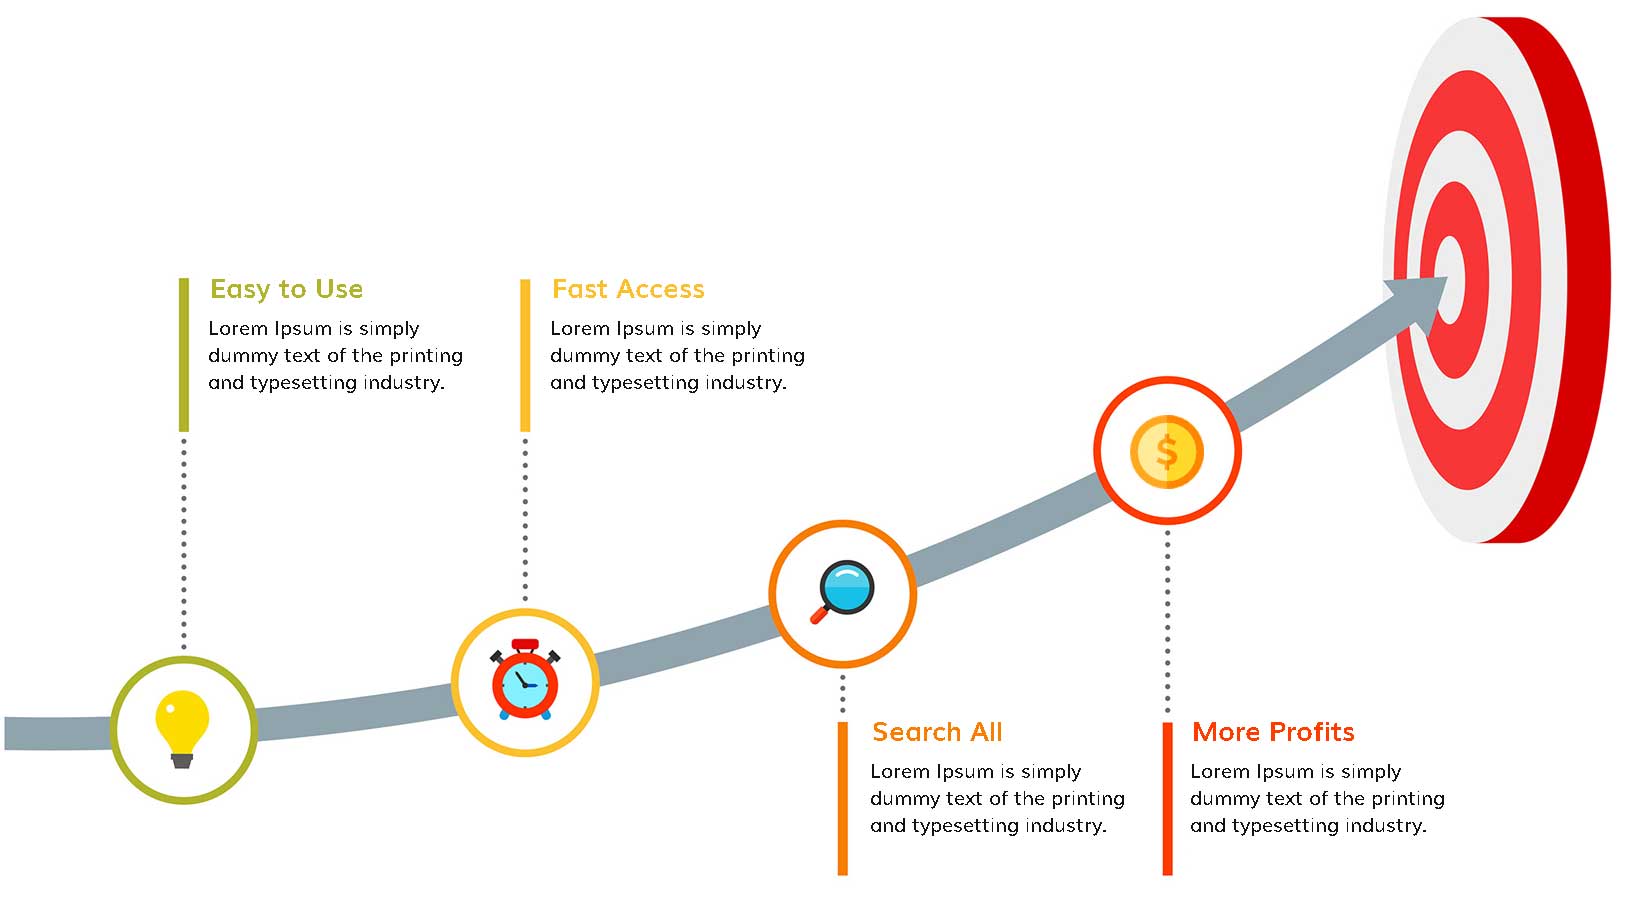 Easy to Use
Lorem Ipsum is simply
dummy text of the printing
and typesetting industry.
Fast Access
Lorem Ipsum is simply
dummy text of the printing
and typesetting industry.
$
Search All
Lorem Ipsum is simply
dummy text of the printing
and typesetting industry.
More Profits
Lorem Ipsum is simply
dummy text of the printing
and typesetting industry.